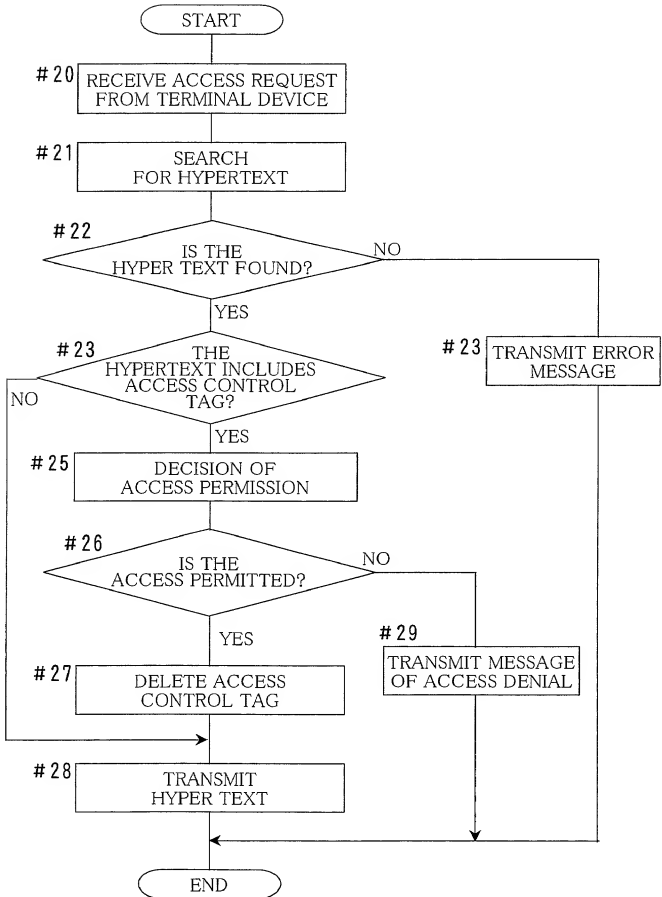 START
#20
RECEIVE ACCESS REQUEST
FROM TERMINAL DEVICE
#21
SEARCH
FOR HYPERTEXT
#22
IS THE
HYPER TEXT FOUND?
NO
YES
#23
THE
HYPERTEXT INCLUDES
ACCESS CONTROL
TAG?
NO
#23
TRANSMIT ERROR
MESSAGE
YES
#25
DECISION OF
ACCESS PERMISSION
#26
IS THE
ACCESS PERMITTED?
NO
YES
#29
TRANSMIT MESSAGE
OF ACCESS DENIAL
#27
DELETE ACCESS
CONTROL TAG
#28
TRANSMIT
HYPER TEXT
END